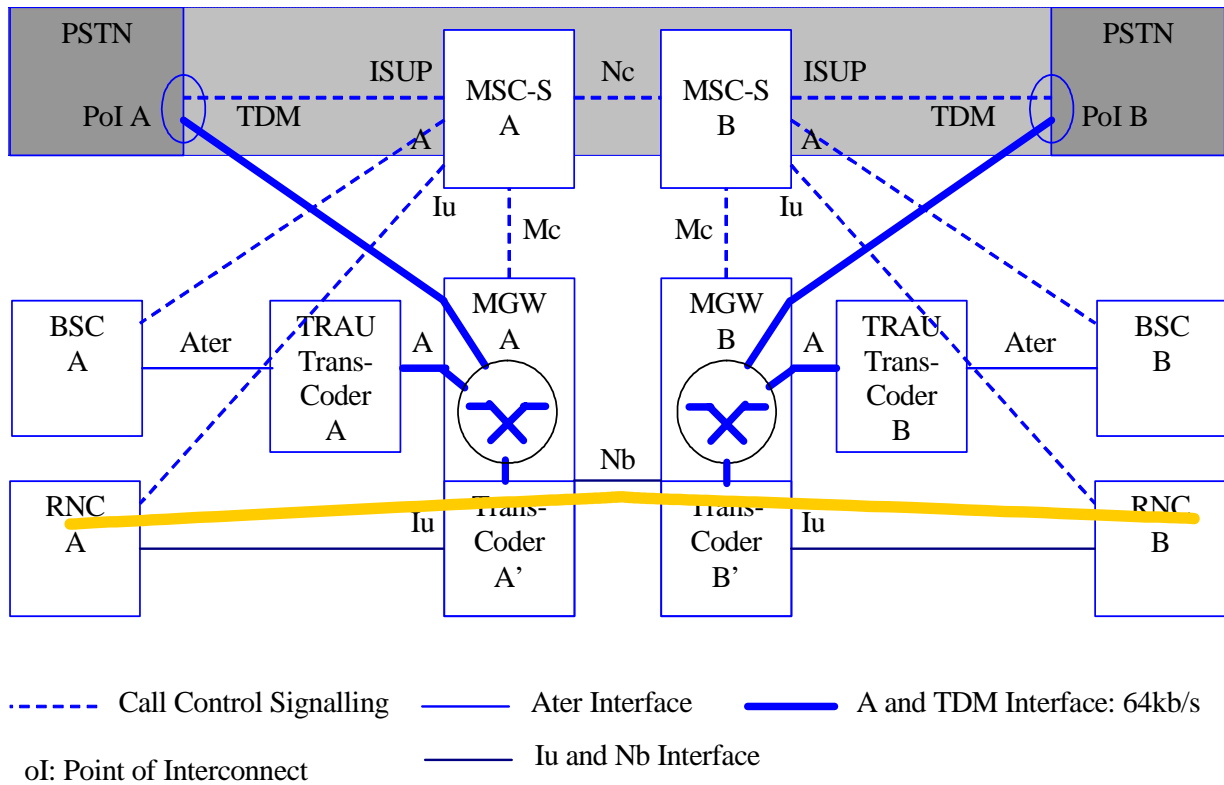 PSTN
PSTN
ISUP
Nc
ISUP
MSC-S
A
MSC-S
B
PoI A
TDM
TDM
PoI B
A
A
Iu
Iu
Mc
Mc
MGW
A
MGW
B
BSC
A
Ater
TRAU
Trans-
Coder
A
A
A
TRAU
Trans-
Coder
B
Ater
BSC
B
Nb
RNC
A
Iu
Trans-
Coder
A’
Trans-
Coder
B’
Iu
RNC
B
Call Control Signalling
Ater Interface
A and TDM Interface: 64kb/s
oI: Point of Interconnect
Iu and Nb Interface